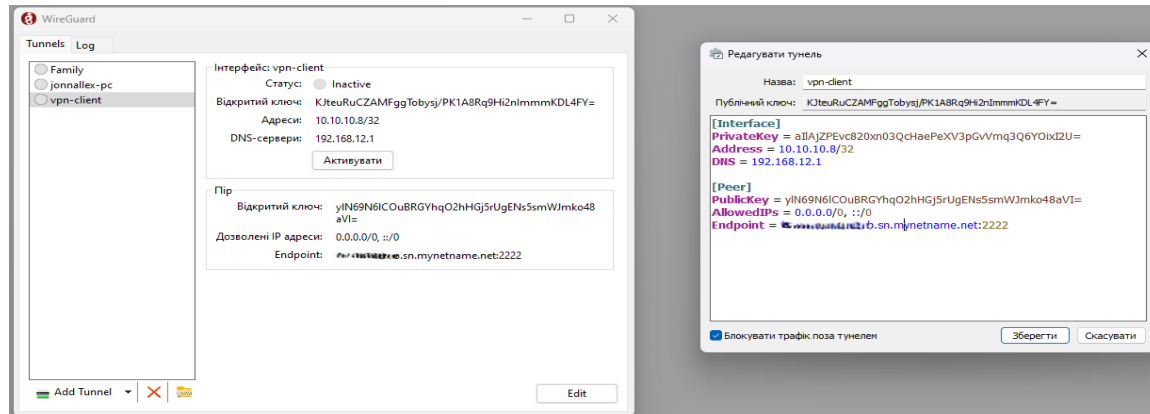 WireGuard
Tunnels Log
Family
jonnallex-pc
vpn-client
Інтерфейс: vpn-client
Статус: Inactive
Відкритий ключ: KJteuRuCZAMFggTobysj/PK1A8Rq9Hi2nImmmKDL4FY=
Адреси: 10.10.10.8/32
DNS-сервери: 192.168.12.1
Активувати
Пір
Відкритий ключ: ylN69N6lCOuBRGYhqO2hHGj5rUgENs5smWJmko48
aVI=
Дозволені IP адреси: 0.0.0.0/0, ::/0
Endpoint: .sn.mynetname.net:2222
Add Tunnel
Edit
Редагувати тунель
Назва: vpn-client
Публічний ключ: KJteuRuCZAMFggTobysj/PK1A8Rq9Hi2nImmmKDL4FY=
[Interface]
PrivateKey = aIlAjZPEvc820xn03QcHaePeXV3pGvVmq3Q6YOixI2U=
Address = 10.10.10.8/32
DNS = 192.168.12.1
[Peer]
PublicKey = ylN69N6lCOuBRGYhqO2hHGj5rUgENs5smWJmko48aVI=
AllowedIPs = 0.0.0.0/0, ::/0
Endpoint = b.sn.mynetname.net:2222
Блокувати трафік поза тунелем
Зберегти
Скасувати